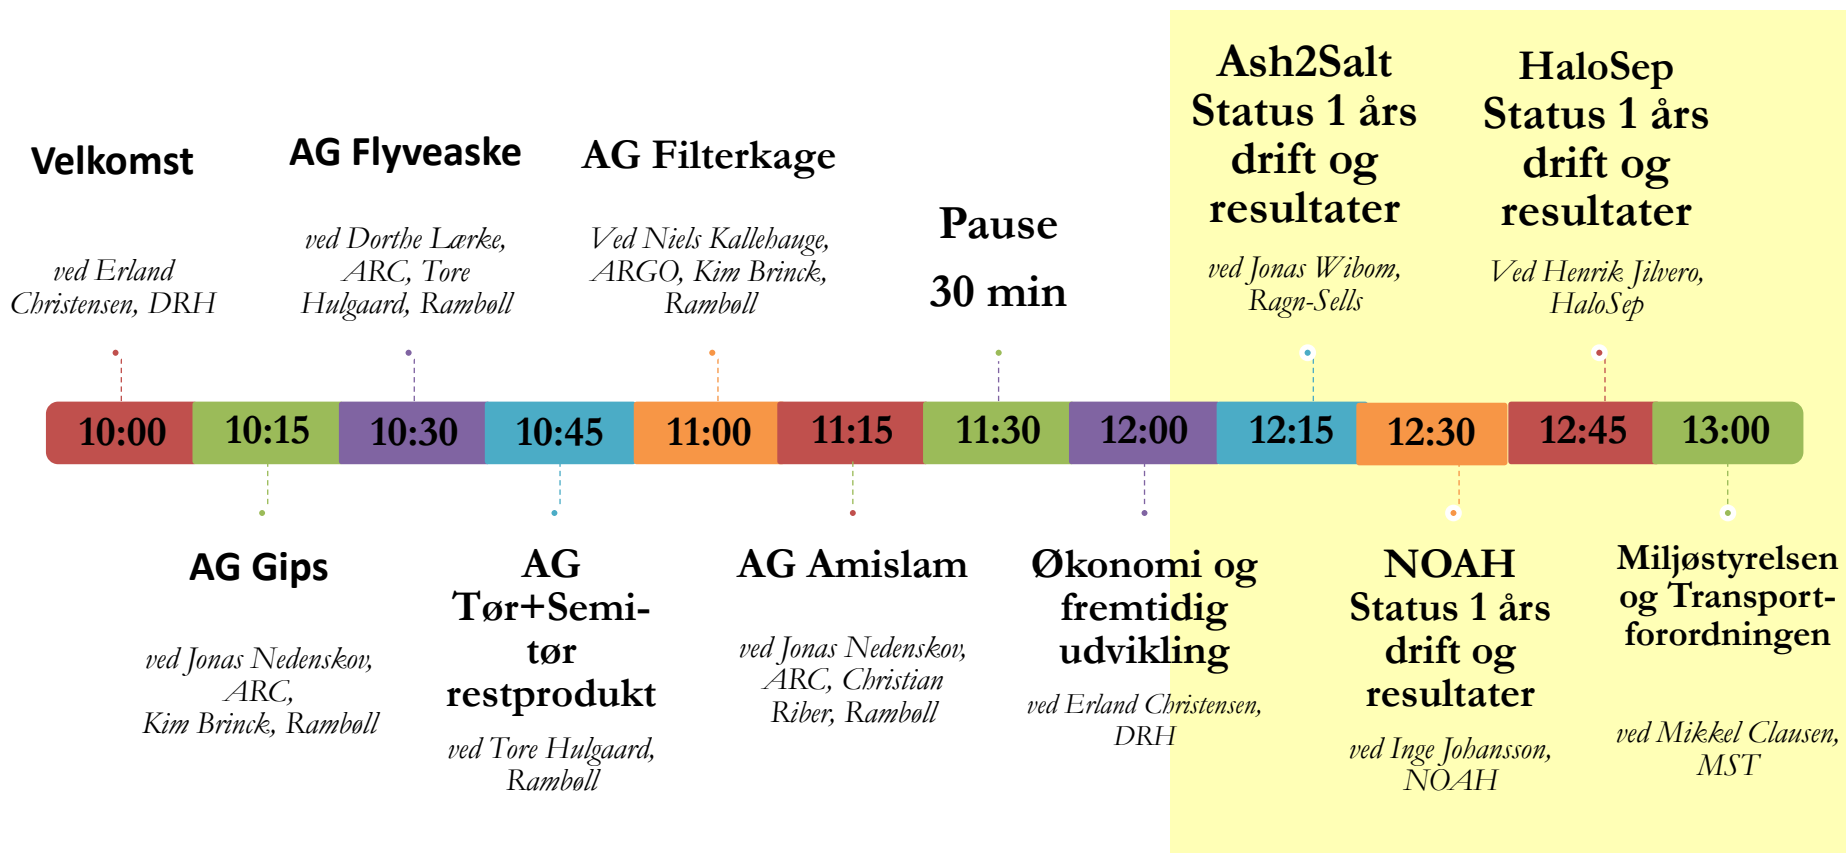 Velkomst
ved Erland
Christensen, DRH
AG Flyveaske
ved Dorthe Lærke,
ARC, Tore
Hulgaard, Rambøll
AG Filterkage
Ved Niels Kallehauge,
ARGO, Kim Brinck,
Rambøll
Pause
30 min
Ash2Salt
Status 1 års
drift og
resultater
ved Jonas Wibom,
Ragn-Sells
HaloSep
Status 1 års
drift og
resultater
Ved Henrik Jilvero,
HaloSep
10:00
10:15
10:30
10:45
11:00
11:15
11:30
12:00
12:15
12:30
12:45
13:00
AG Gips
ved Jonas Nedenskov,
ARC,
Kim Brinck, Rambøll
AG
Tør+Semi-
tør
restprodukt
ved Tore Hulgaard,
Rambøll
AG Amislam
ved Jonas Nedenskov,
ARC, Christian
Riber, Rambøll
Økonomi og
fremtidig
udvikling
ved Erland Christensen,
DRH
NOAH
Status 1 års
drift og
resultater
ved Inge Johansson,
NOAH
Miljøstyrelsen
og Transport-
forordningen
ved Mikkel Clausen,
MST